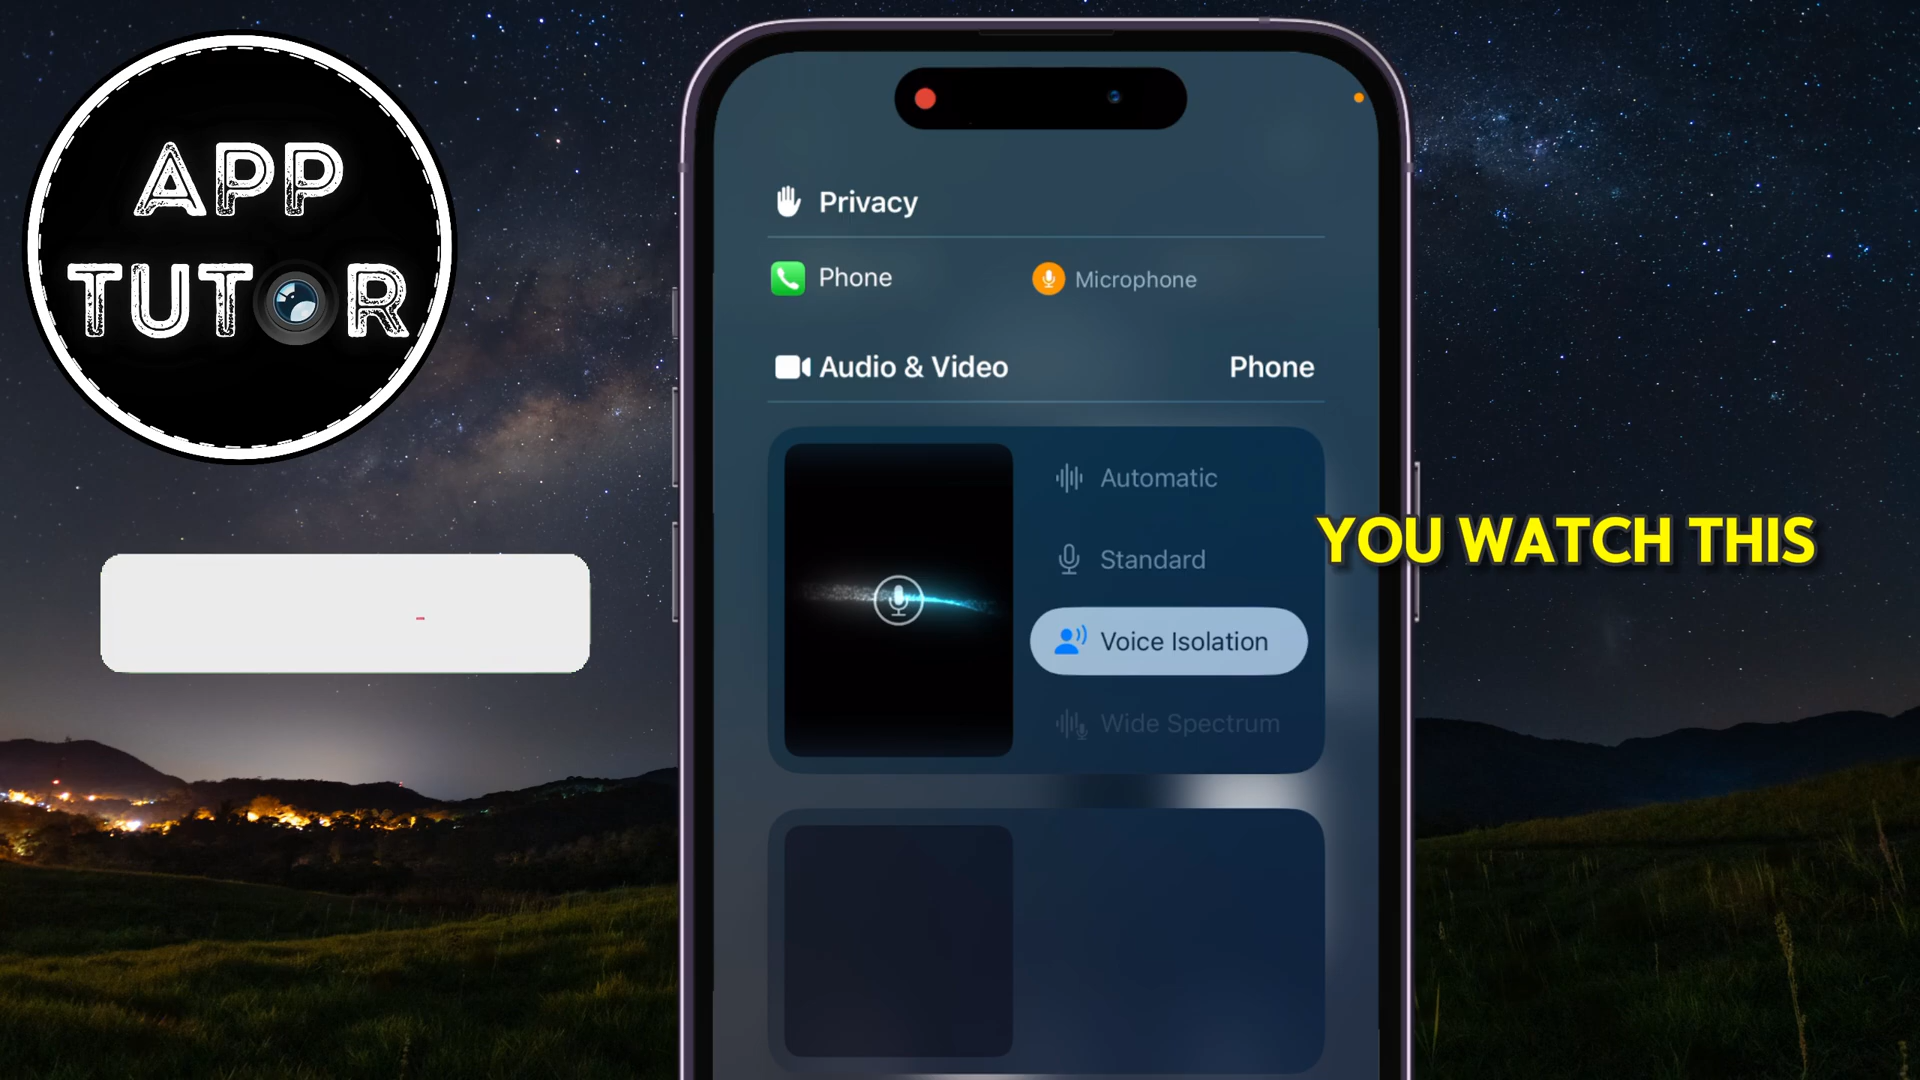 APP
TUTOR
Privacy
Phone
Microphone
Audio & Video
Phone
Automatic
Standard
Voice Isolation
Wide Spectrum
YOU WATCH THIS